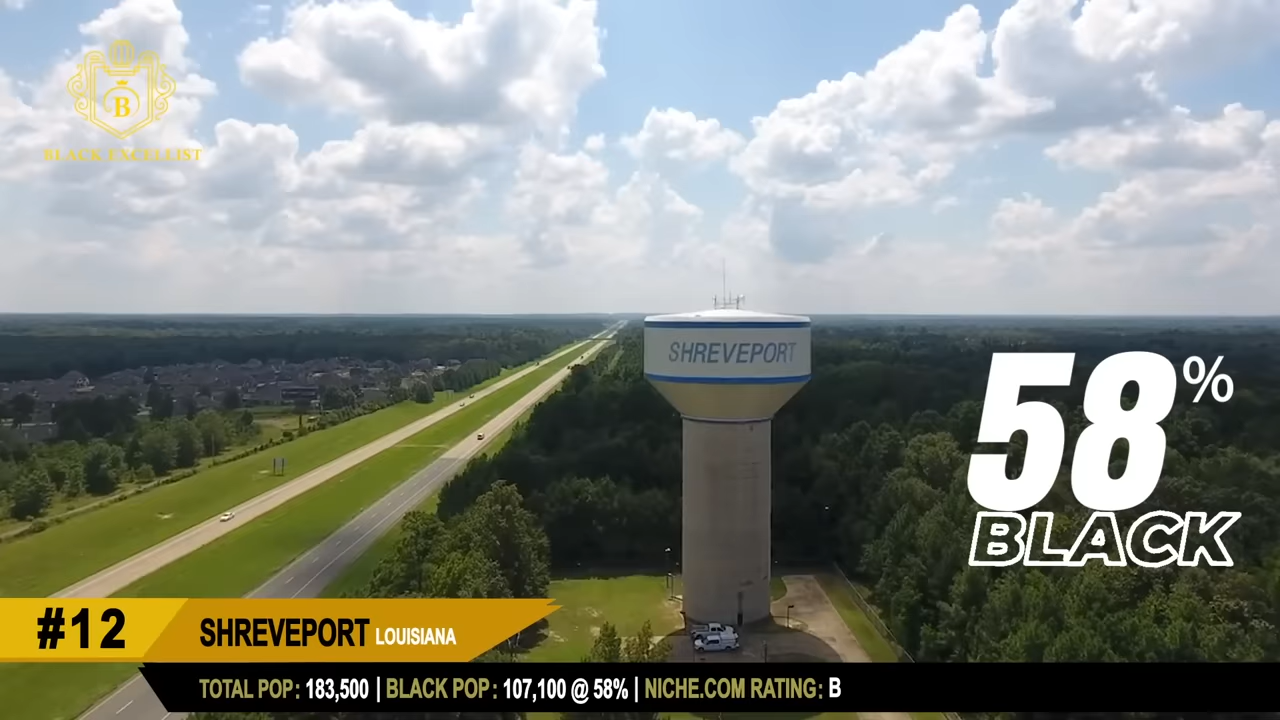 B
BLACK EXCELLIST
SHREVEPORT
58%
BLACK
#12 SHREVEPORT LOUISIANA
TOTAL POP: 183,500 | BLACK POP: 107,100 @ 58% | NICHE.COM RATING: B